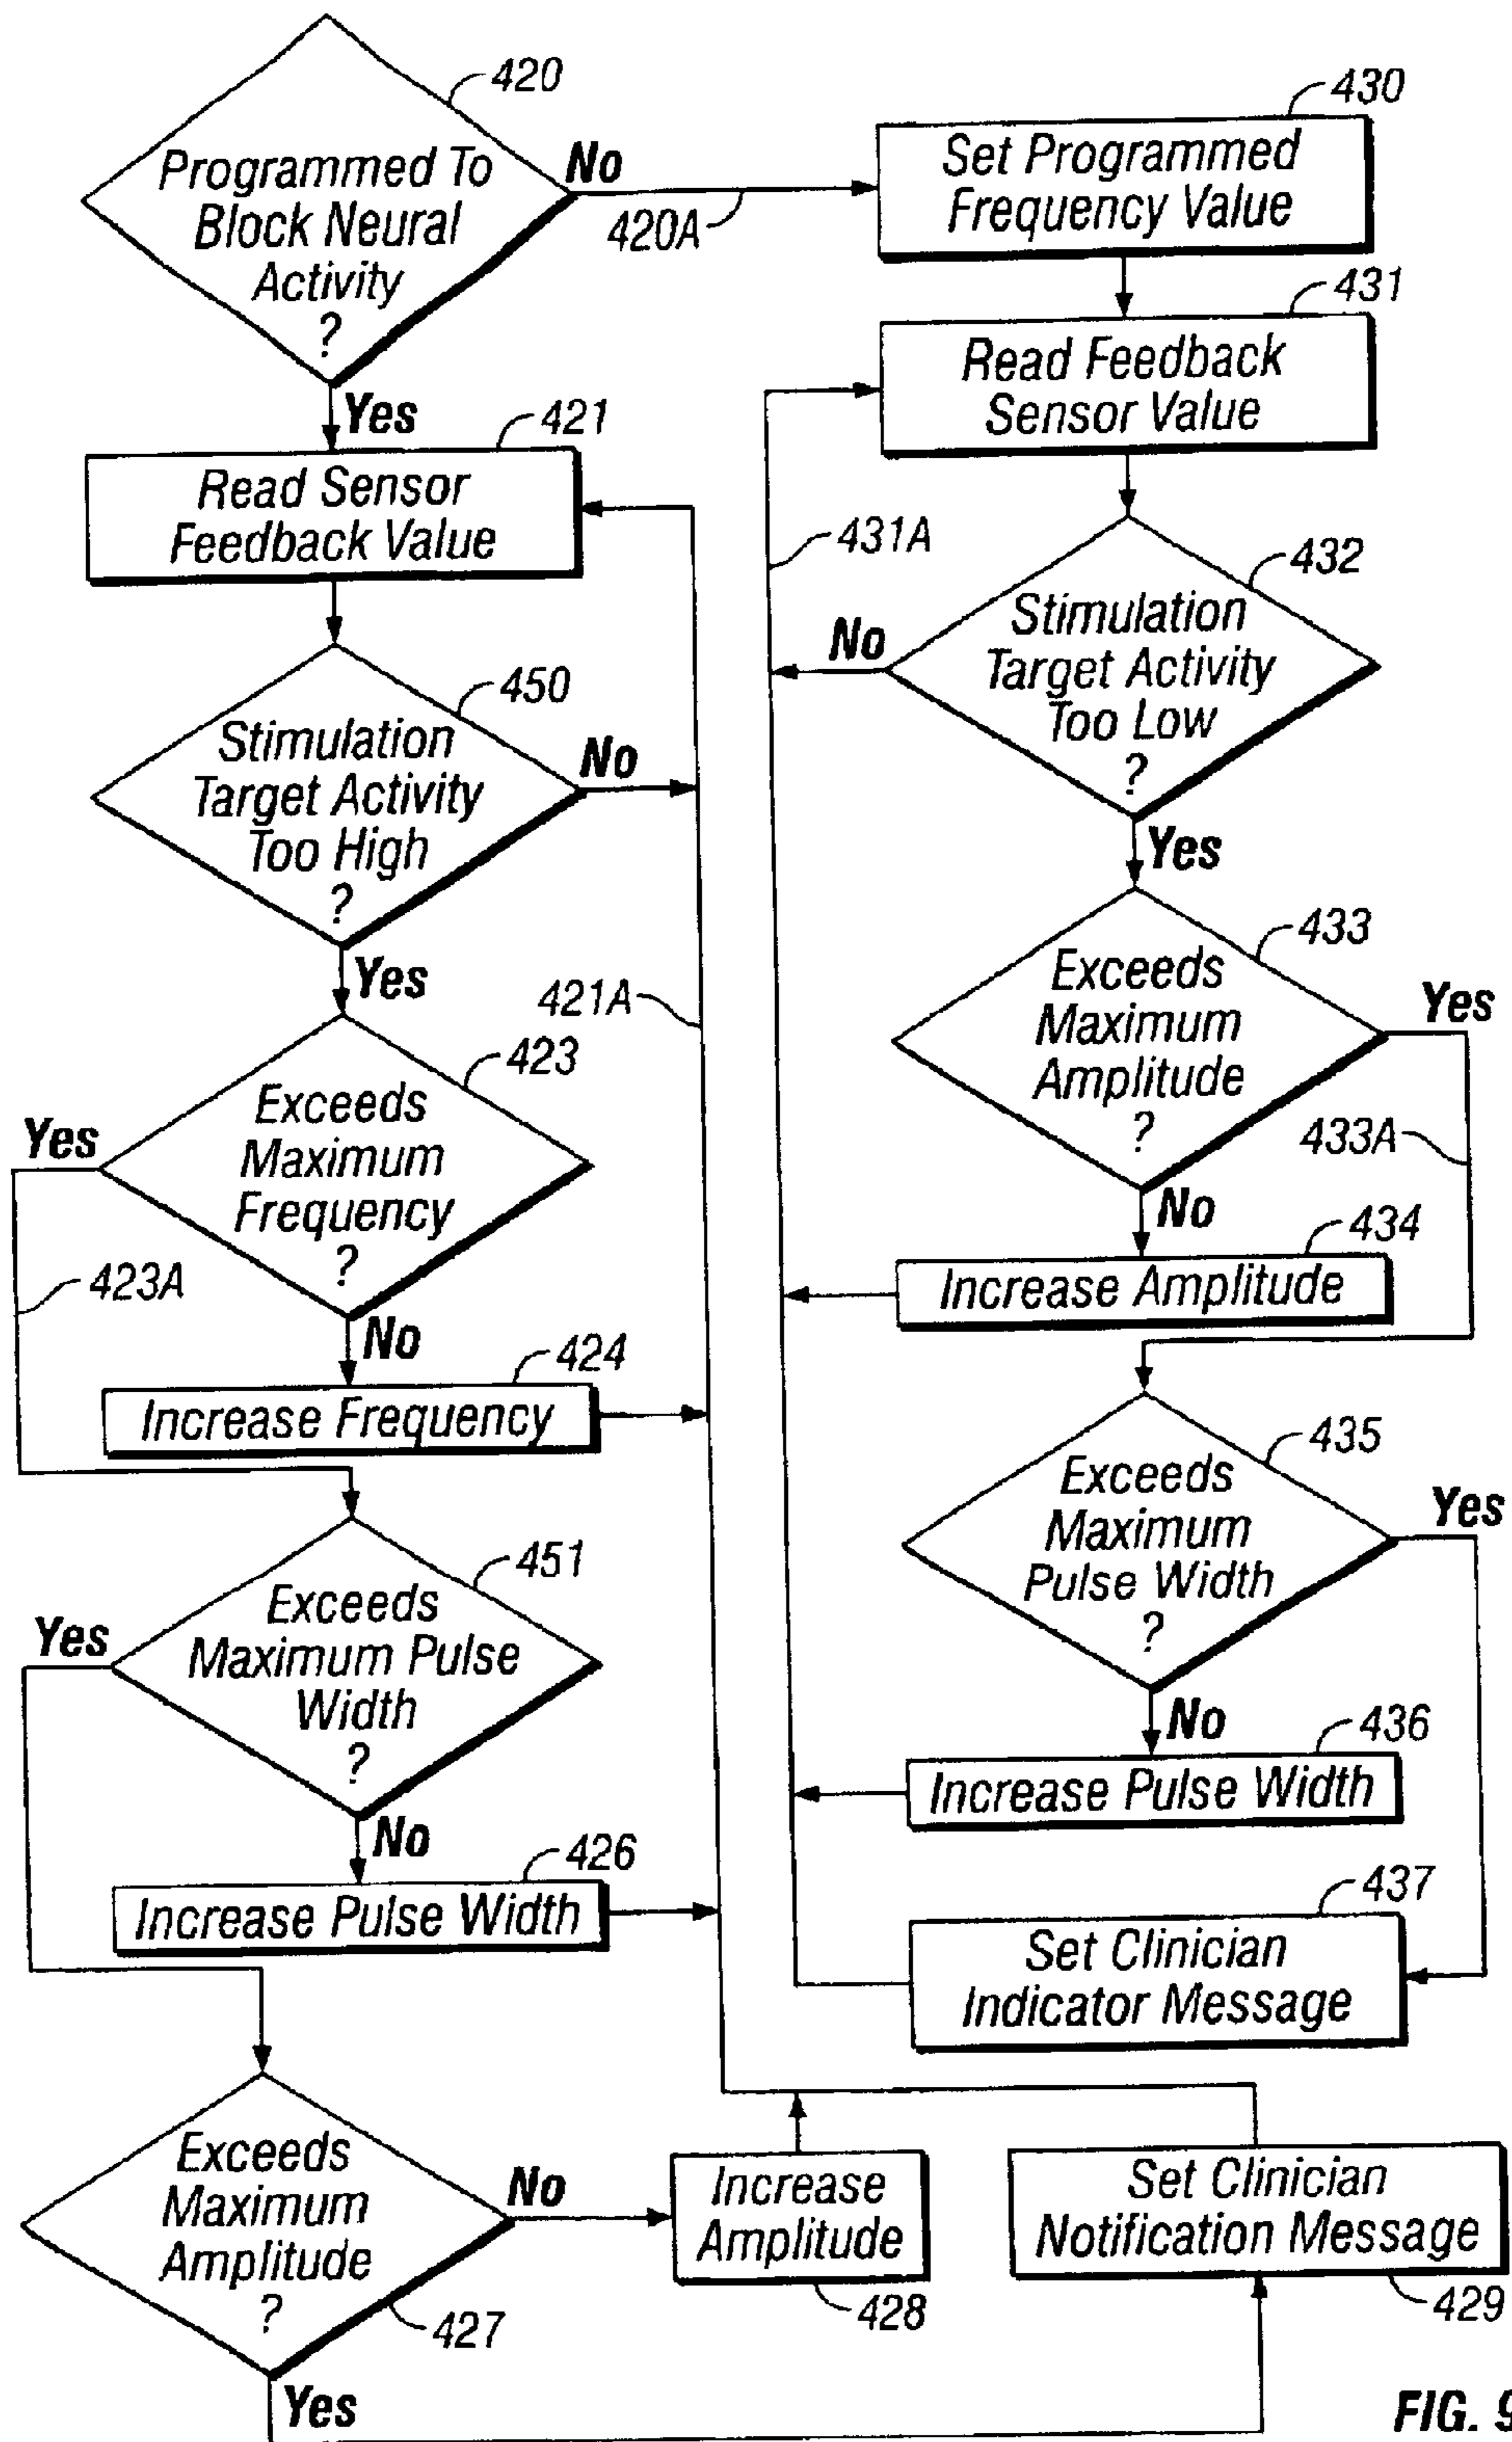 420
Programmed To
Block Neural
Activity
?
No
420A
Yes
421
Read Sensor
Feedback Value
450
Stimulation
Target Activity
Too High
?
No
Yes
421A
423
Exceeds
Maximum
Frequency
?
Yes
423A
No
424
Increase Frequency
451
Exceeds
Maximum Pulse
Width
?
Yes
No
426
Increase Pulse Width
Exceeds
Maximum
Amplitude
?
427
No
Yes
Increase
Amplitude
428
Set Clinician
Notification Message
429
430
Set Programmed
Frequency Value
431
Read Feedback
Sensor Value
431A
432
Stimulation
Target Activity
Too Low
?
No
Yes
433
Exceeds
Maximum
Amplitude
?
Yes
433A
No
434
Increase Amplitude
435
Exceeds
Maximum
Pulse Width
?
Yes
No
436
Increase Pulse Width
437
Set Clinician
Indicator Message
FIG. 9